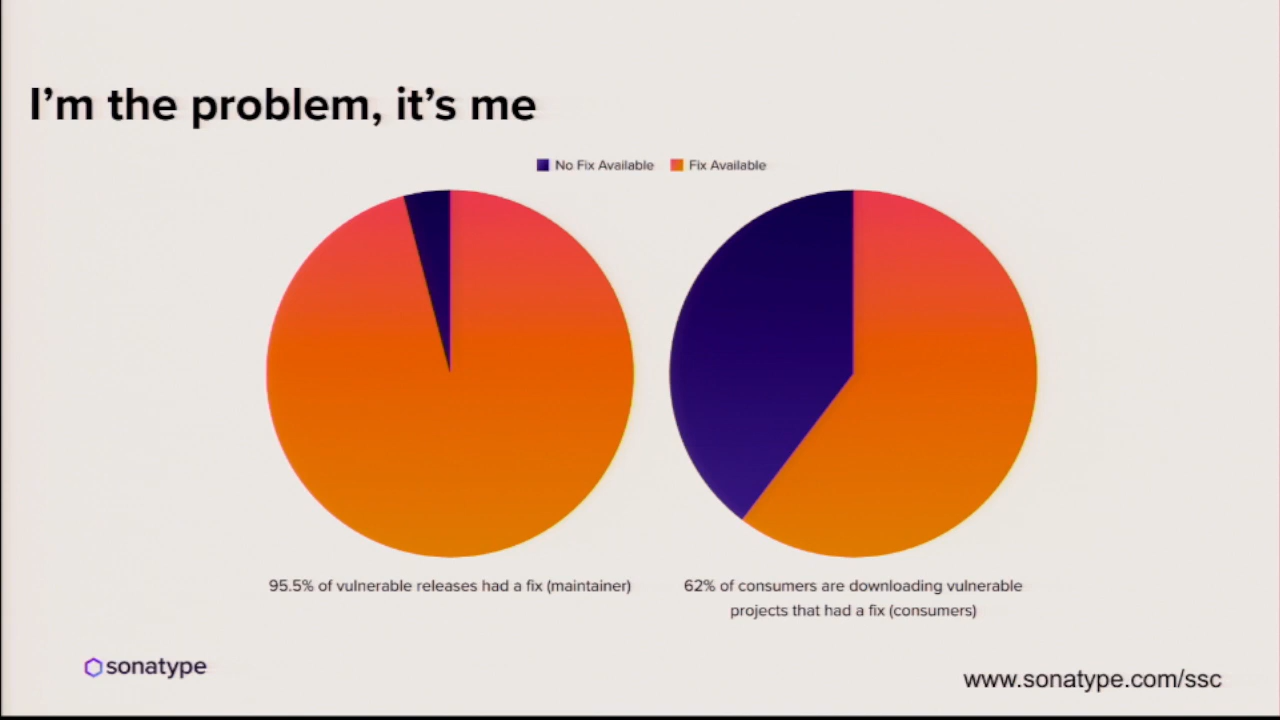 I'm the problem, it's me
No Fix Available Fix Available
95.5% of vulnerable releases had a fix (maintainer)
62% of consumers are downloading vulnerable
projects that had a fix (consumers)
sonatype
www.sonatype.com/ssc